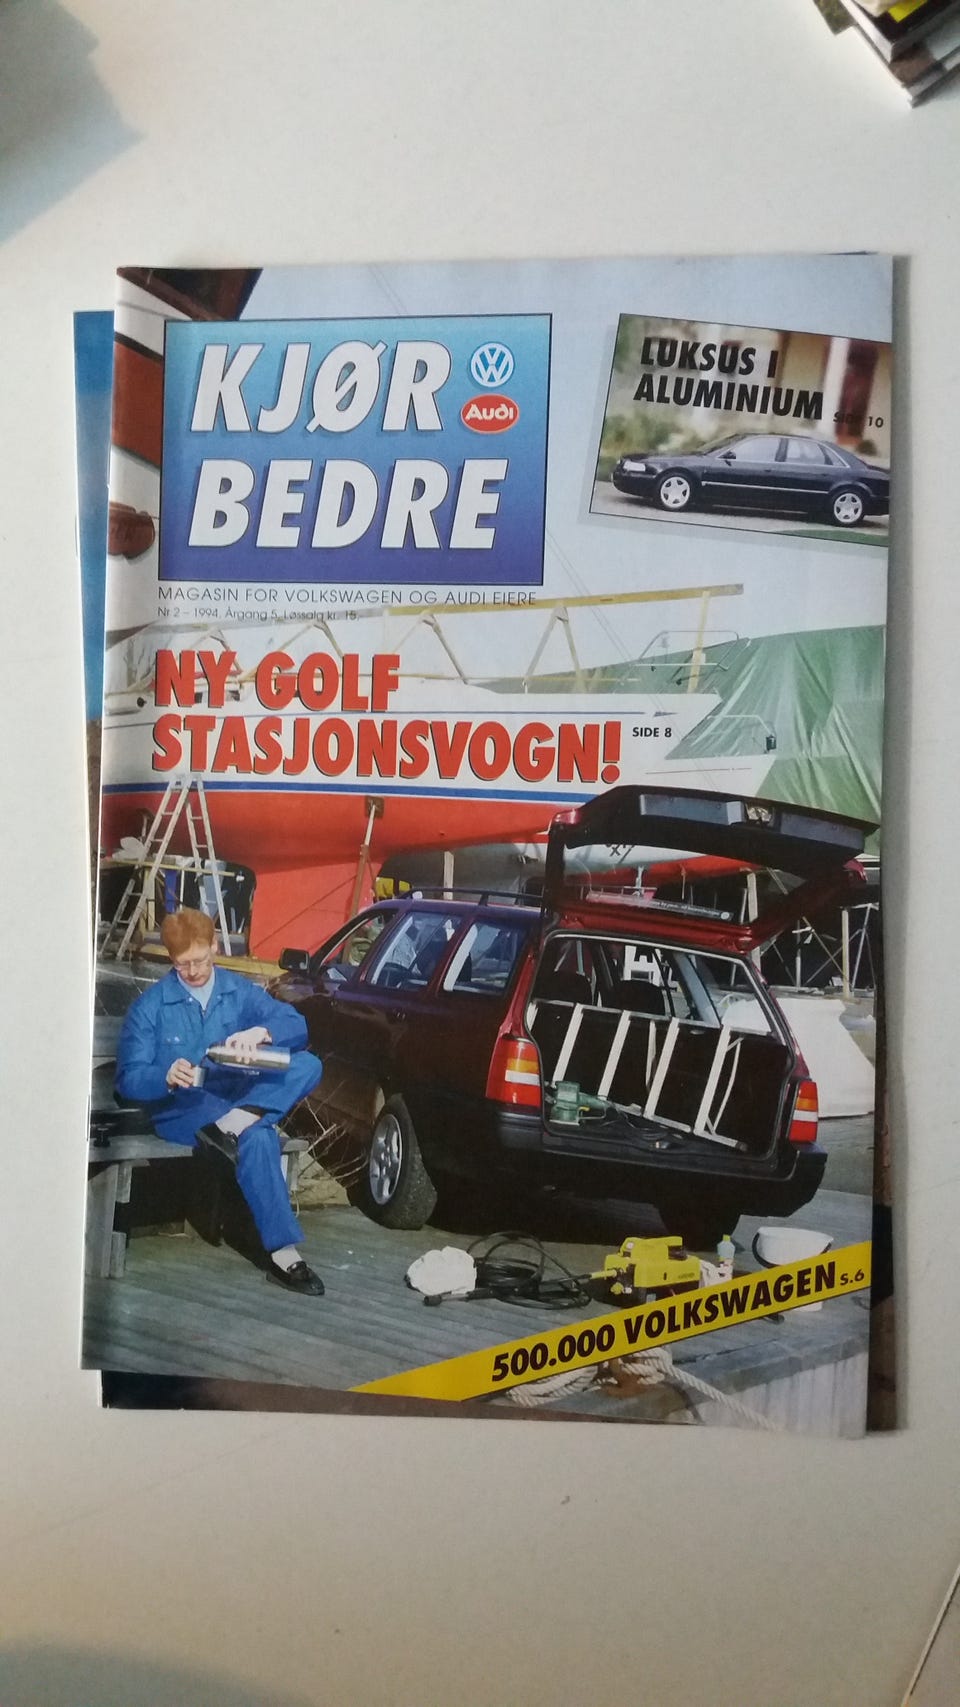 KJØR
BEDRE
Audi
LUKSUS I
ALUMINIUM
SIDE 10
MAGASIN FOR VOLKSWAGEN OG AUDI EIERE
Nr 2 – 1994. Årgang 5. Løssalg kr. 15,-
NY GOLF
STASJONSVOGN!
SIDE 8
500.000 VOLKSWAGEN S.6